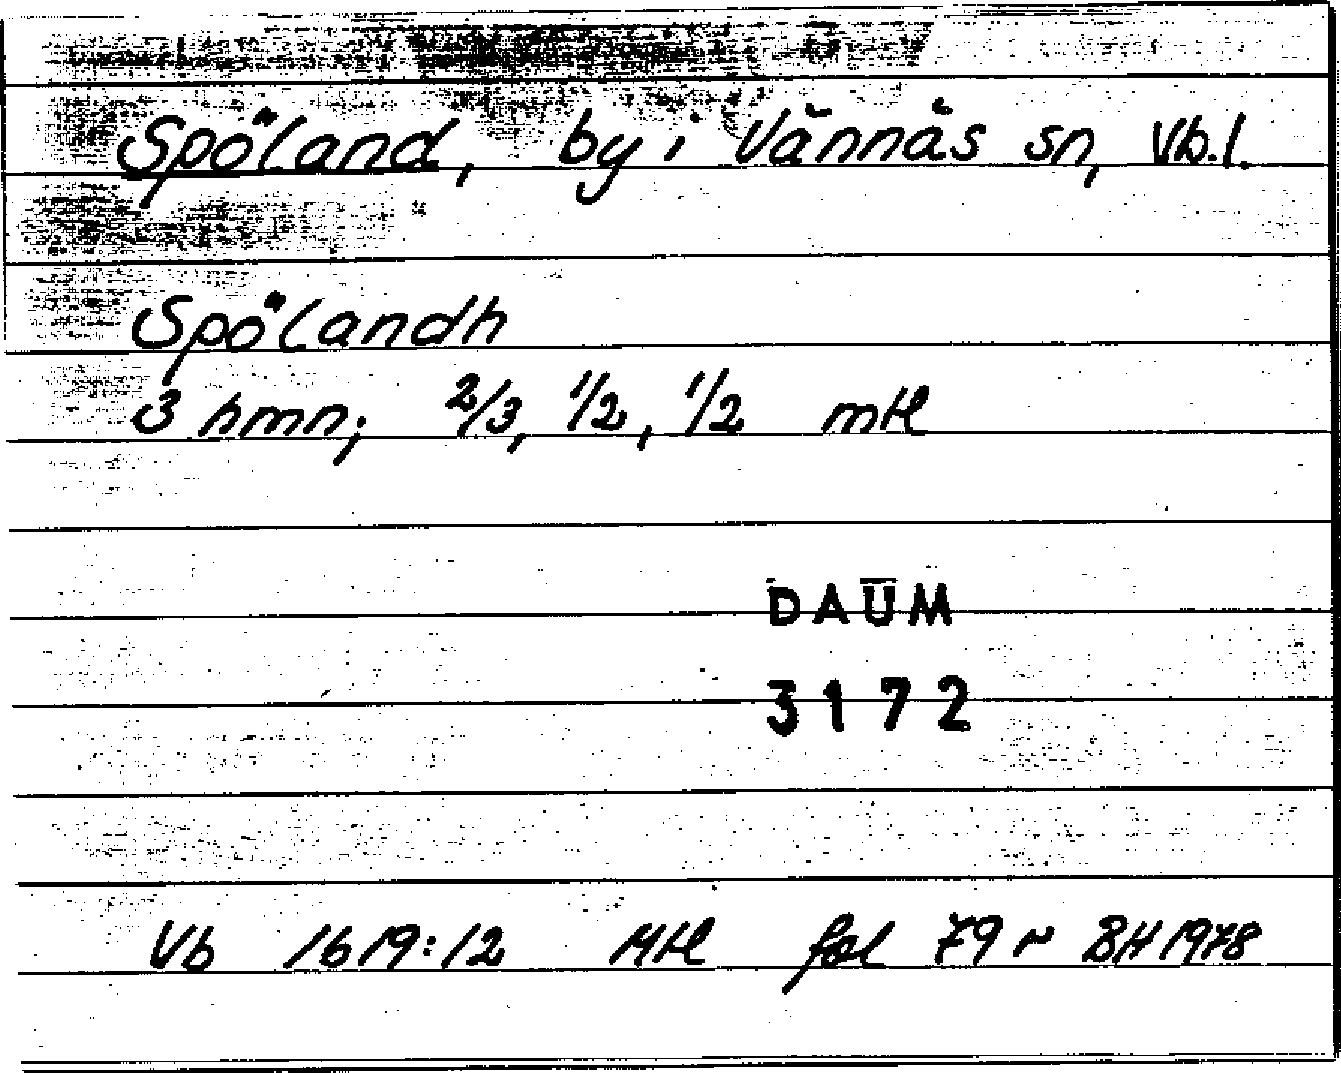 Spöland, by i Vännäs sn, Vb.l.
Spölandh
3 hmn; 2/3, 1/2, 1/2 mtl
DAUM
3172
Vb 1619:12 Mtl fol 79 r BH 1978